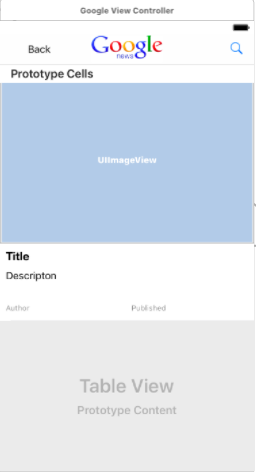 Google View Controller
Back
Google
news
Prototype Cells
UIImageView
Title
Descripton
Author
Published
Table View
Prototype Content